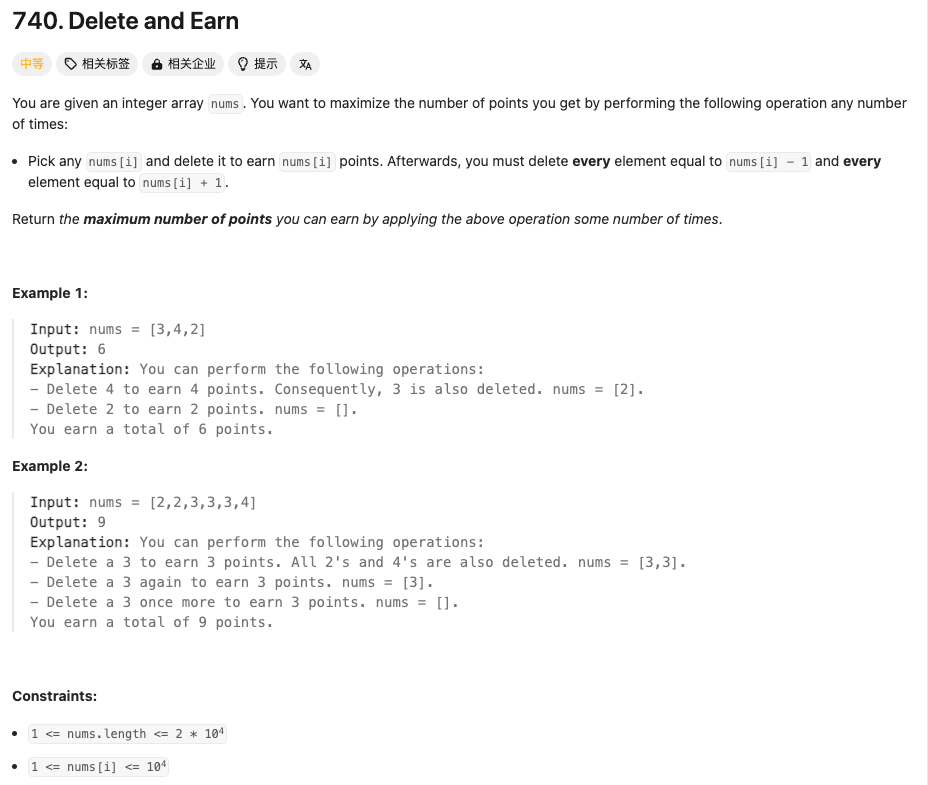 740. Delete and Earn
中等 相关标签 相关企业 提示
You are given an integer array nums. You want to maximize the number of points you get by performing the following operation any number
of times:
• Pick any nums[i] and delete it to earn nums[i] points. Afterwards, you must delete every element equal to nums[i] - 1 and every
element equal to nums[i] + 1.
Return the maximum number of points you can earn by applying the above operation some number of times.
Example 1:
Input: nums = [3,4,2]
Output: 6
Explanation: You can perform the following operations:
- Delete 4 to earn 4 points. Consequently, 3 is also deleted. nums = [2].
- Delete 2 to earn 2 points. nums = [].
You earn a total of 6 points.
Example 2:
Input: nums = [2,2,3,3,3,4]
Output: 9
Explanation: You can perform the following operations:
- Delete a 3 to earn 3 points. All 2's and 4's are also deleted. nums = [3,3].
- Delete a 3 again to earn 3 points. nums = [3].
- Delete a 3 once more to earn 3 points. nums = [].
You earn a total of 9 points.
Constraints:
• 1 <= nums.length <= 2 * 10⁴
• 1 <= nums[i] <= 10⁴